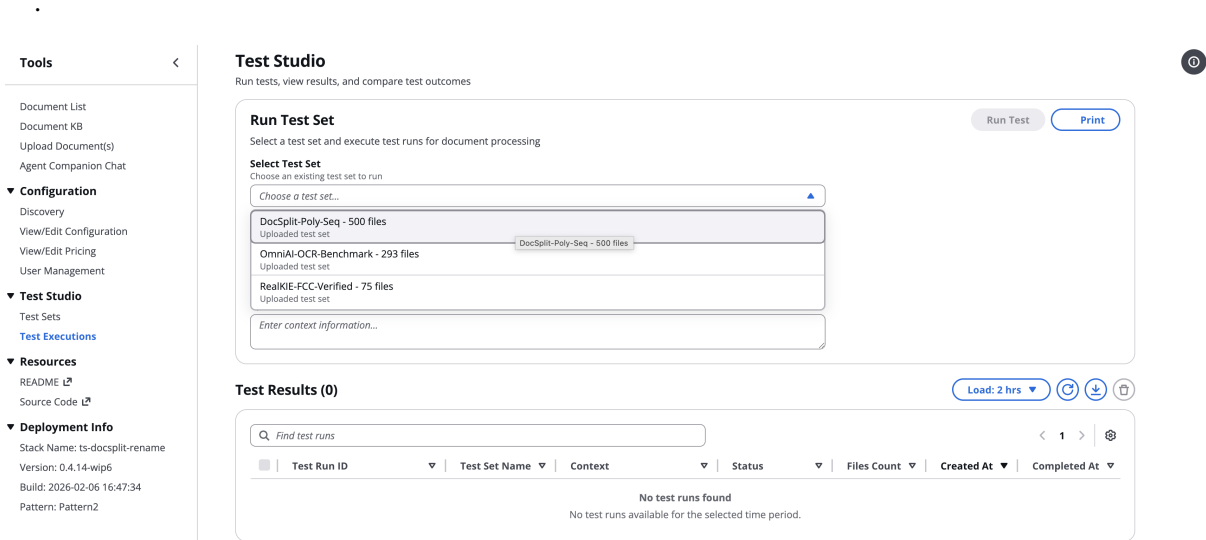 Tools
Document List
Document KB
Upload Document(s)
Agent Companion Chat
Configuration
Discovery
View/Edit Configuration
View/Edit Pricing
User Management
Test Studio
Test Sets
Test Executions
Resources
README
Source Code
Deployment Info
Stack Name: ts-docsplit-rename
Version: 0.4.14-wip6
Build: 2026-02-06 16:47:34
Pattern: Pattern2
Test Studio
Run tests, view results, and compare test outcomes
Run Test Set
Run Test
Print
Select a test set and execute test runs for document processing
Select Test Set
Choose an existing test set to run
Choose a test set...
DocSplit-Poly-Seq - 500 files
Uploaded test set
DocSplit-Poly-Seq - 500 files
OmniAI-OCR-Benchmark - 293 files
Uploaded test set
RealKIE-FCC-Verified - 75 files
Uploaded test set
Enter context information...
Test Results (0)
Load: 2 hrs
Find test runs
1
Test Run ID Test Set Name Context Status Files Count Created At Completed At
No test runs found
No test runs available for the selected time period.